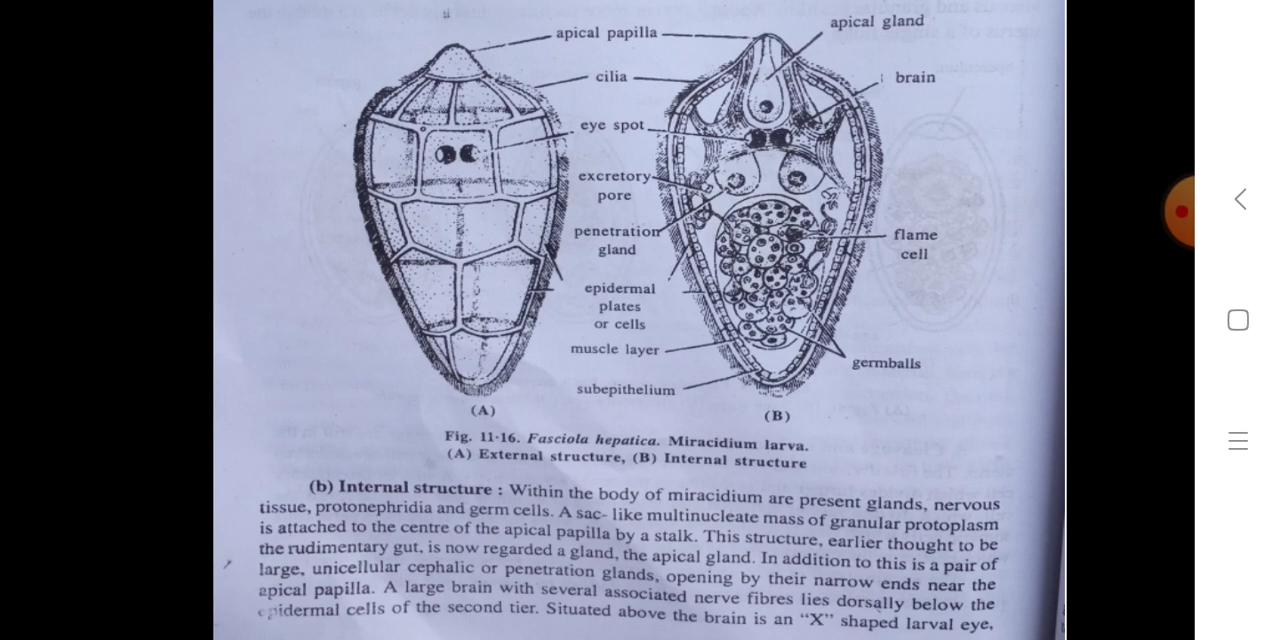 apical papilla
apical gland
cilia
brain
eye spot
excretory
pore
penetration
gland
flame
cell
epidermal
plates
or cells
muscle layer
germballs
subepithelium
(A)
(B)
Fig. 11·16. Fasciola hepatica. Miracidium larva.
(A) External structure, (B) Internal structure
(b) Internal structure : Within the body of miracidium are present glands, nervous
tissue, protonephridia and germ cells. A sac- like multinucleate mass of granular protoplasm
is attached to the centre of the apical papilla by a stalk. This structure, earlier thought to be
the rudimentary gut, is now regarded a gland, the apical gland. In addition to this is a pair of
large, unicellular cephalic or penetration glands, opening by their narrow ends near the
apical papilla. A large brain with several associated nerve fibres lies dorsally below the
epidermal cells of the second tier. Situated above the brain is an “X” shaped larval eye,